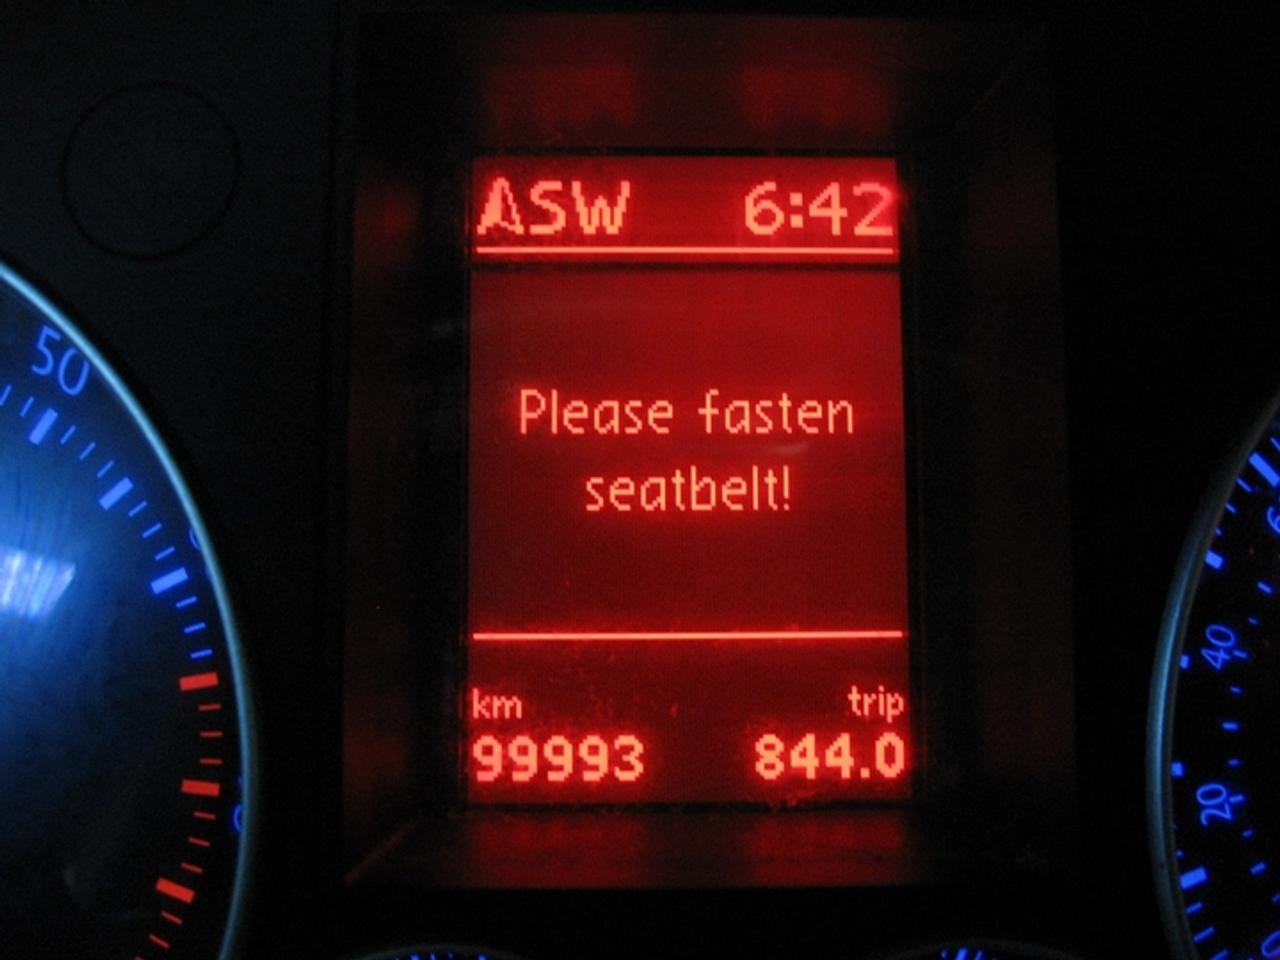 ASW 6:42
Please fasten
seatbelt!
km trip
99993 844.0
50
40
20